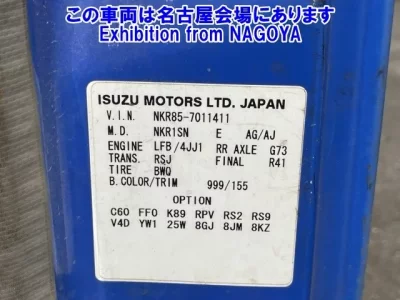 この車両は名古屋会場にあります
Exhibition from NAGOYA
ISUZU MOTORS LTD. JAPAN
V.I.N. NKR85-7011411
M.D. NKR1SN E AG/AJ
ENGINE LFB/4JJ1 RR AXLE G73
TRANS. RSJ FINAL R41
TIRE BWQ
B.COLOR/TRIM 999/155
OPTION
C60 FF0 K89 RPV RS2 RS9
V4D YW1 25W 8GJ 8JM 8KZ